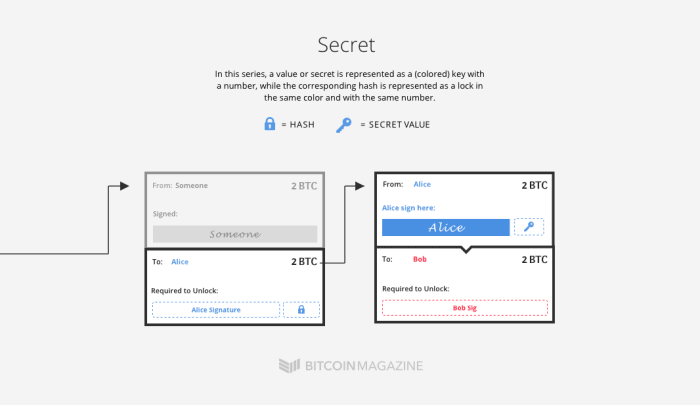 Secret
In this series, a value or secret is represented as a (colored) key with
a number, while the corresponding hash is represented as a lock in
the same color and with the same number.
= HASH = SECRET VALUE
From: Someone 2 BTC
Signed:
Someone
To: Alice 2 BTC
Required to Unlock:
Alice Signature
From: Alice 2 BTC
Alice sign here:
Alice
To: Bob 2 BTC
Required to Unlock:
Bob Sig
BITCOINMAGAZINE